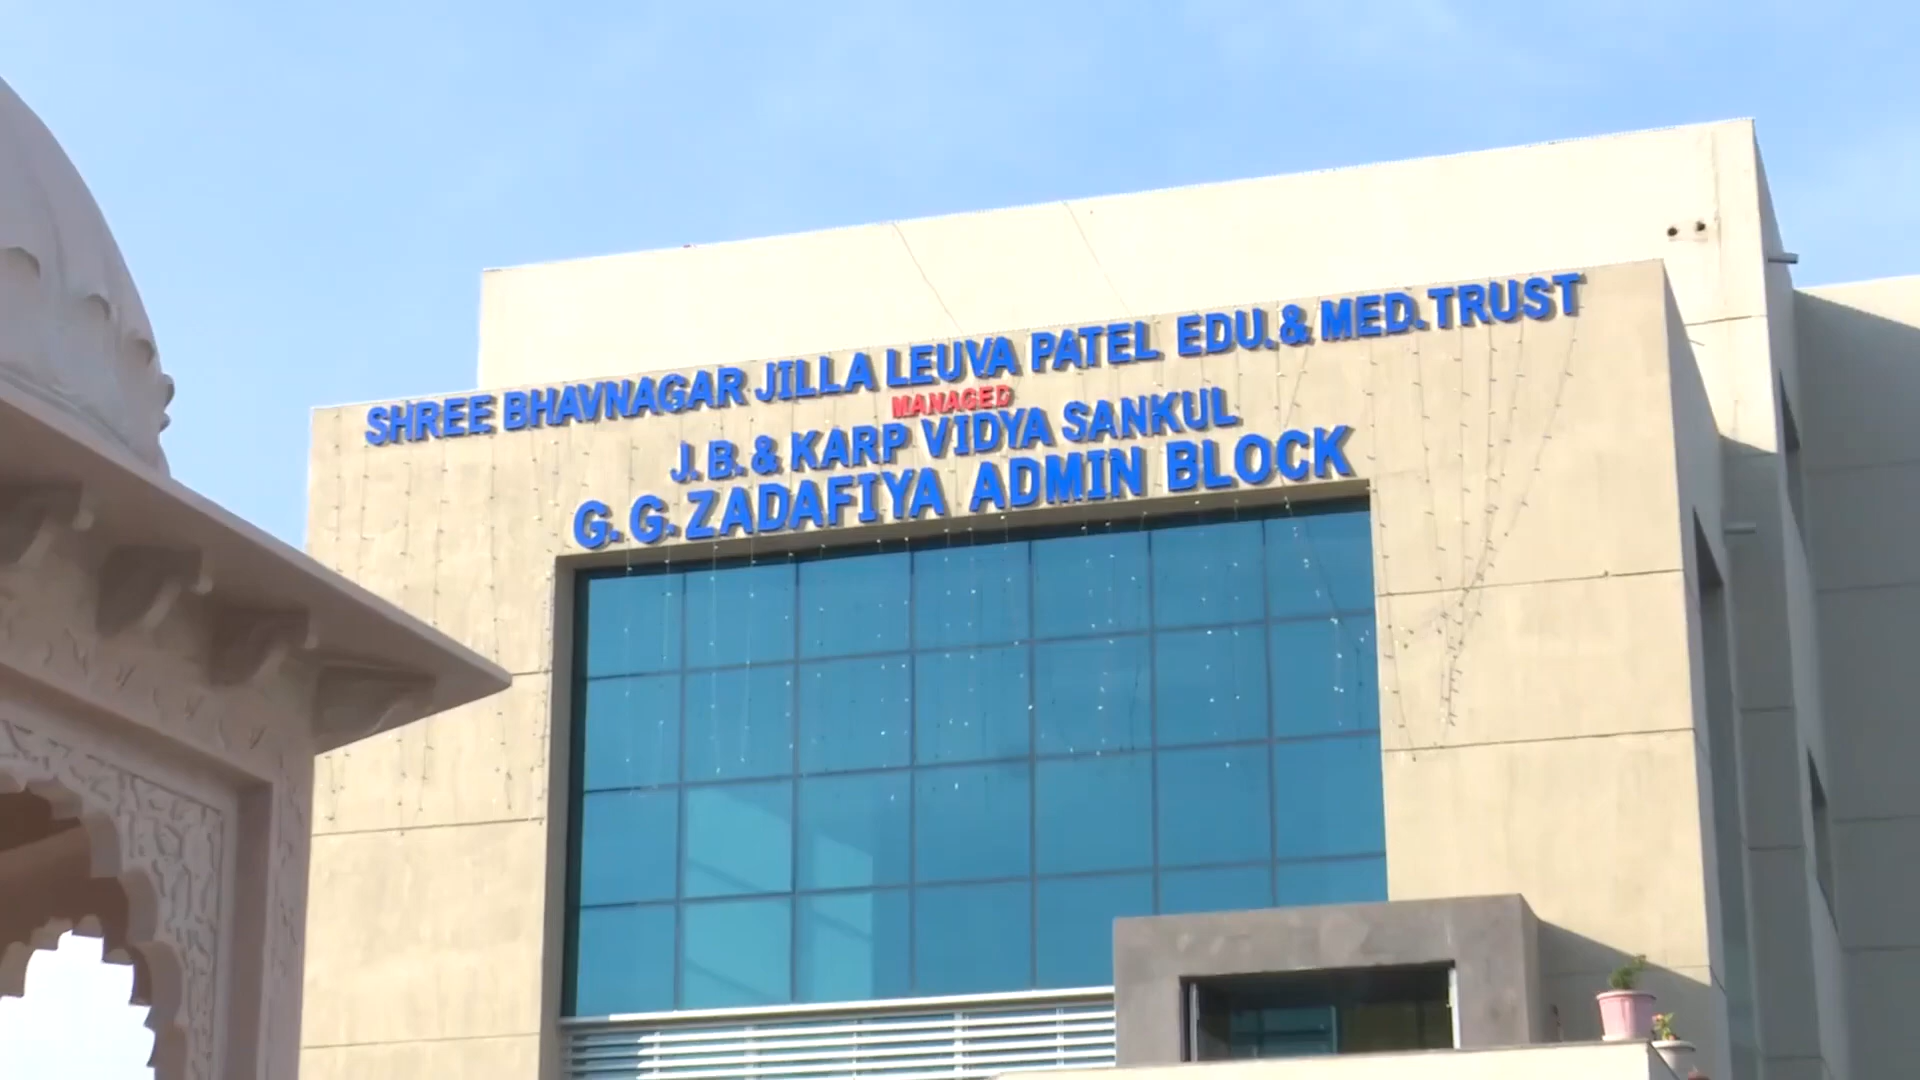 SHREE BHAVNAGAR JILLA LEUVA PATEL EDU. & MED. TRUST
MANAGED
J. B. & KARP VIDYA SANKUL
G. G. ZADAFIYA ADMIN BLOCK